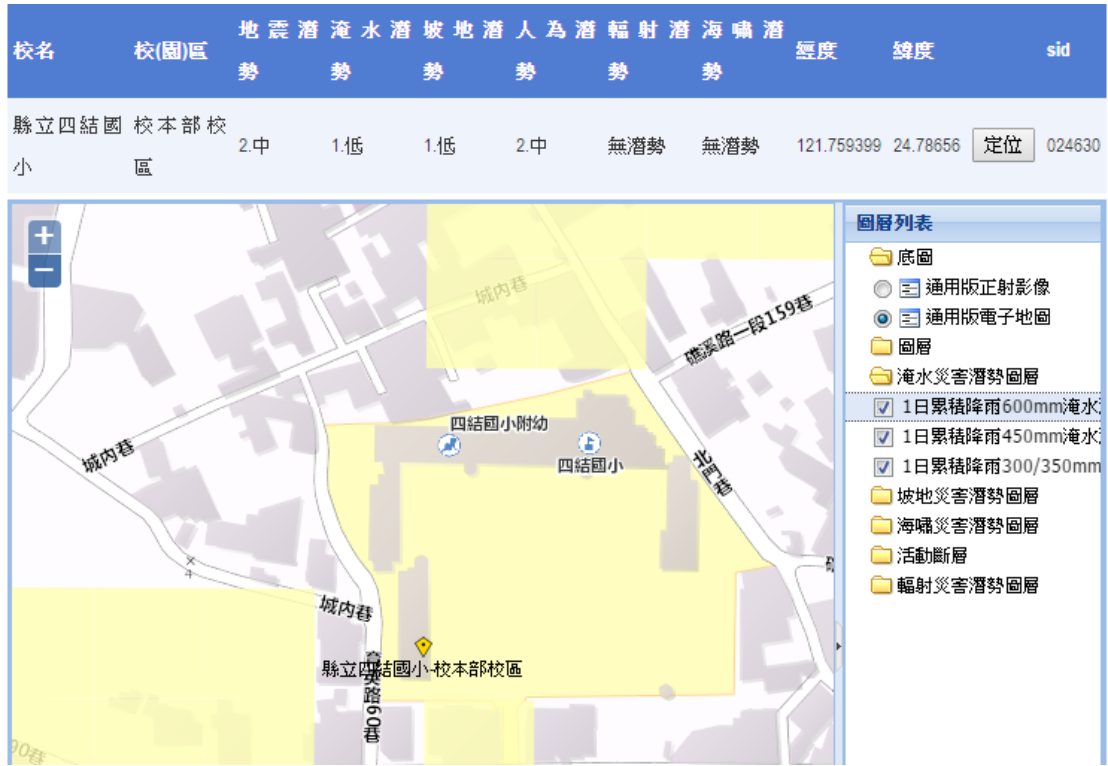 校名 校(園)區 地震潛勢 淹水潛勢 坡地潛勢 人為潛勢 輻射潛勢 海嘯潛勢 經度 緯度 sid
縣立四結國小 校本部校區 2.中 1.低 1.低 2.中 無潛勢 無潛勢 121.759399 24.78656 定位 024630
+
−
城內巷
礁溪路一段159巷
四結國小附幼
四結國小
城內巷
北門巷
城內巷
縣立四結國小-校本部校區
路90巷
90巷
圖層列表
底圖
通用版正射影像
通用版電子地圖
圖層
淹水災害潛勢圖層
1日累積降雨600mm淹水
1日累積降雨450mm淹水
1日累積降雨300/350mm
坡地災害潛勢圖層
海嘯災害潛勢圖層
活動斷層
輻射災害潛勢圖層